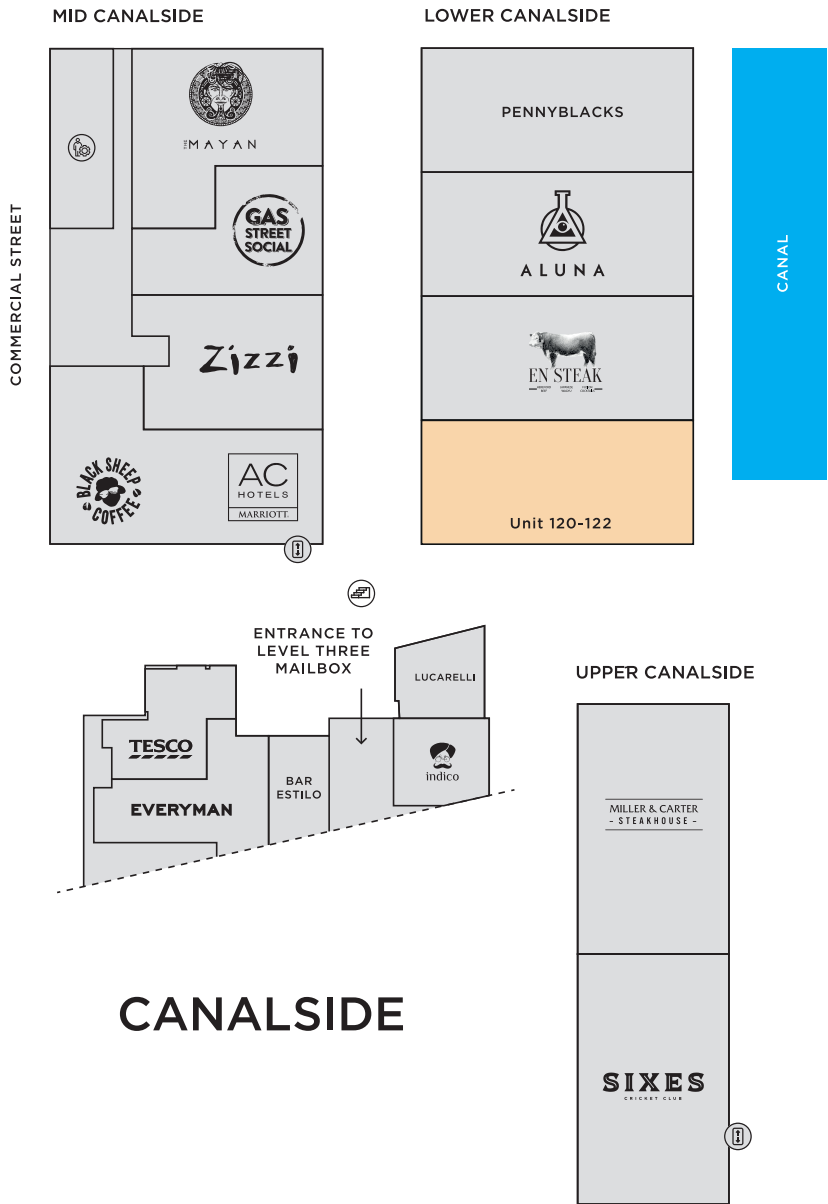 MID CANALSIDE
LOWER CANALSIDE
COMMERCIAL STREET
THE MAYAN
GAS
STREET
SOCIAL
Zizzi
BLACK SHEEP
COFFEE
AC
HOTELS
MARRIOTT
PENNYBLACKS
ALUNA
EN STEAK
Unit 120-122
CANAL
ENTRANCE TO
LEVEL THREE
MAILBOX
LUCARELLI
TESCO
EVERYMAN
BAR
ESTILO
indico
UPPER CANALSIDE
MILLER & CARTER
- STEAKHOUSE -
SIXES
CRICKET CLUB
CANALSIDE